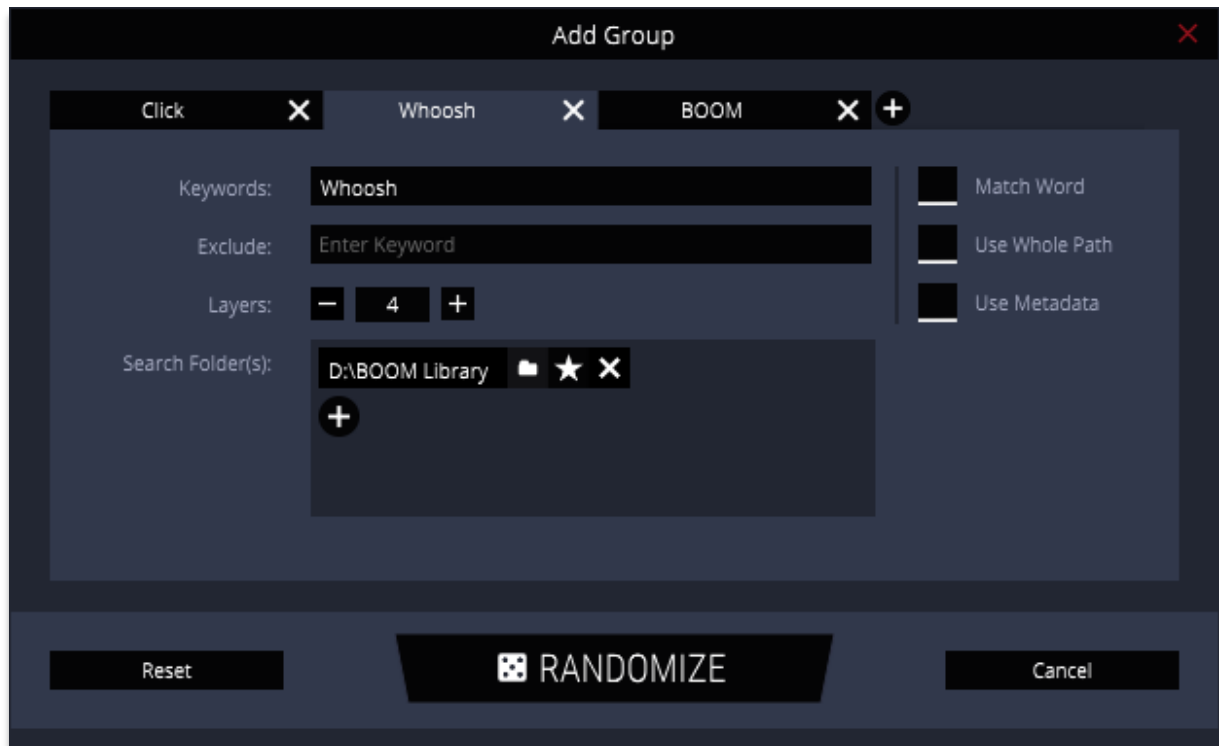 Add Group
Click Whoosh BOOM
Keywords: Whoosh Match Word
Exclude: Enter Keyword Use Whole Path
Layers: 4 Use Metadata
Search Folder(s): D:\BOOM Library
Reset RANDOMIZE Cancel